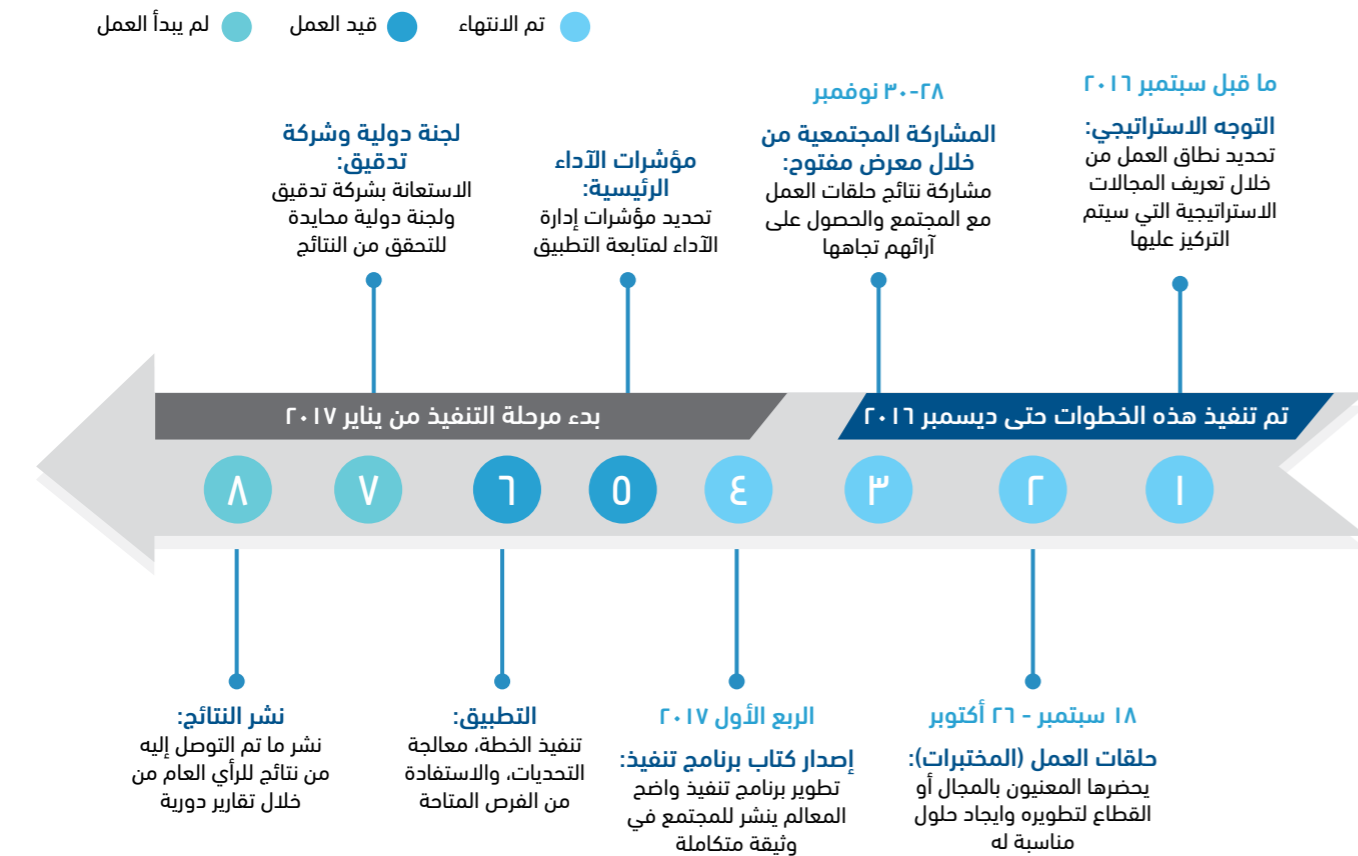 تم الانتهاء
قيد العمل
لم يبدأ العمل
ما قبل سبتمبر ٢٠١٦
التوجه الاستراتيجي:
تحديد نطاق العمل من
خلال تعريف المجالات
الاستراتيجية التي سيتم
التركيز عليها
٢٨-٣٠ نوفمبر
المشاركة المجتمعية من
خلال معرض مفتوح:
مشاركة نتائج حلقات العمل
مع المجتمع والحصول على
آرائهم تجاهها
مؤشرات الآداء
الرئيسية:
تحديد مؤشرات إدارة
الآداء لمتابعة التطبيق
لجنة دولية وشركة
تدقيق:
الاستعانة بشركة تدقيق
ولجنة دولية محايدة
للتحقق من النتائج
تم تنفيذ هذه الخطوات حتى ديسمبر ٢٠١٦
بدء مرحلة التنفيذ من يناير ٢٠١٧
١
٢
٣
٤
٥
٦
٧
٨
١٨ سبتمبر - ٢٦ أكتوبر
حلقات العمل (المختبرات):
يحضرها المعنيون بالمجال أو
القطاع لتطويره وايجاد حلول
مناسبة له
الربع الأول ٢٠١٧
إصدار كتاب برنامج تنفيذ:
تطوير برنامج تنفيذ واضح
المعالم ينشر للمجتمع في
وثيقة متكاملة
التطبيق:
تنفيذ الخطة، معالجة
التحديات، والاستفادة
من الفرص المتاحة
نشر النتائج:
نشر ما تم التوصل إليه
من نتائج للرأي العام من
خلال تقارير دورية